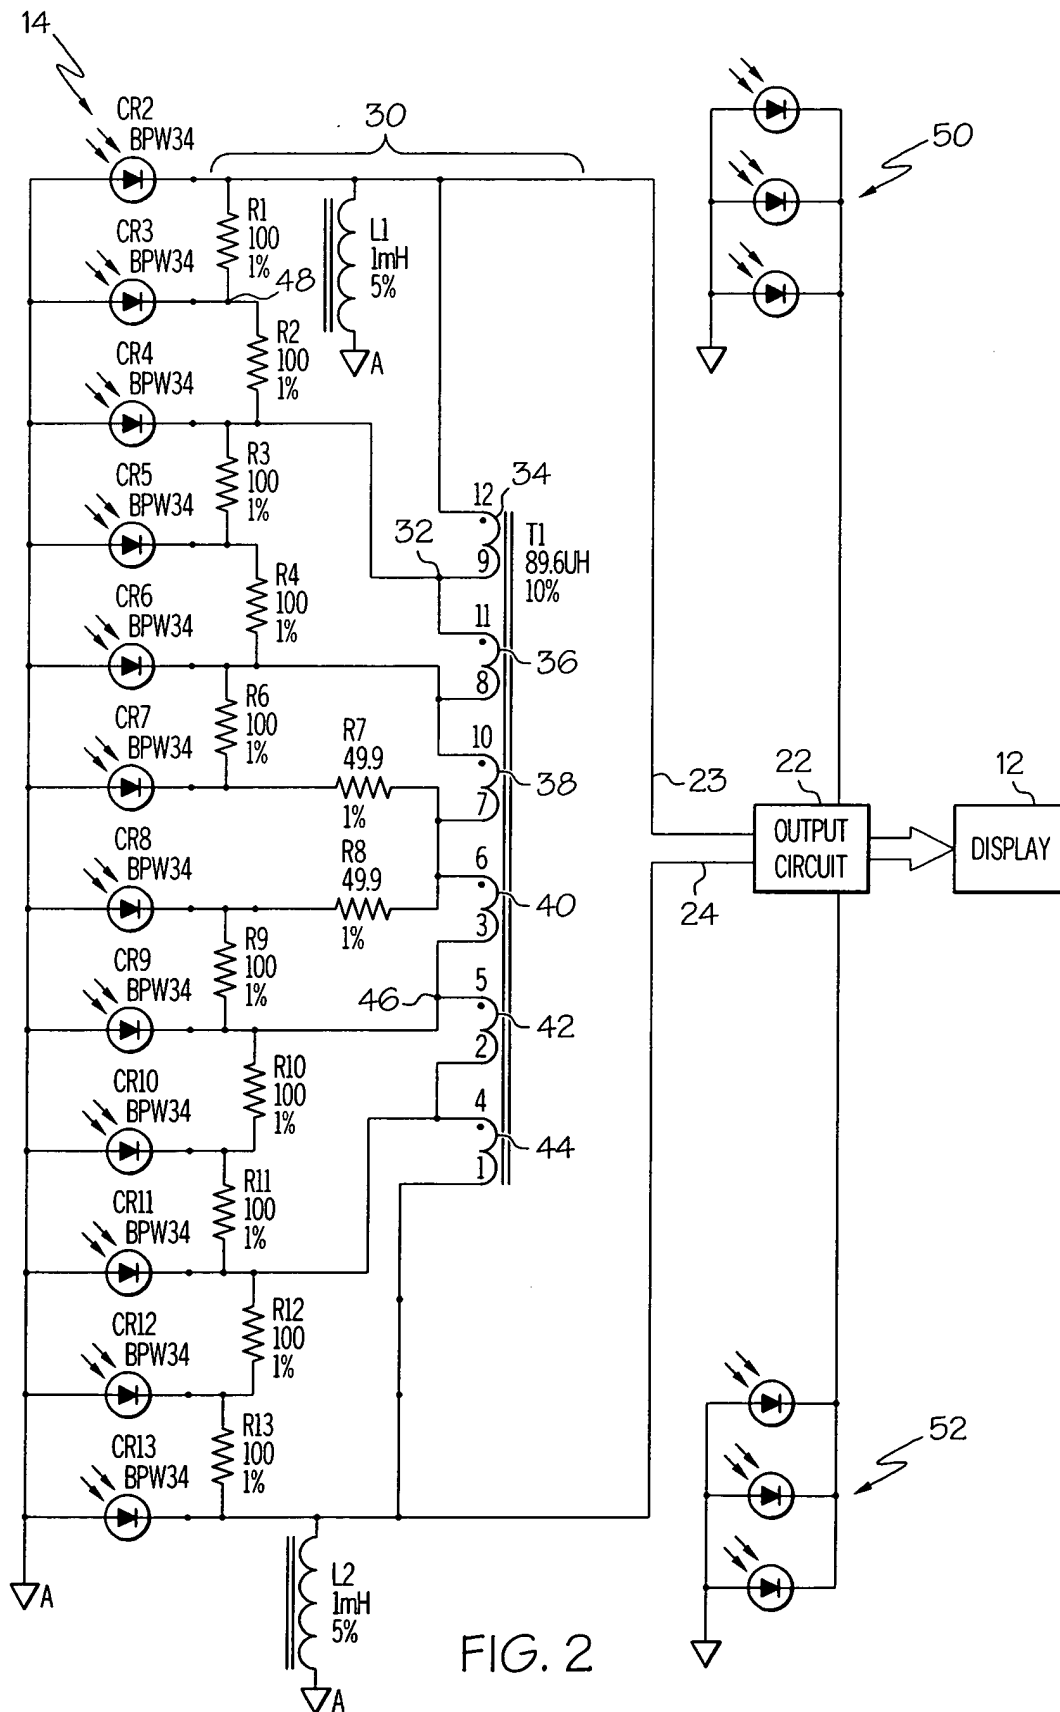 14
CR2
BPW34
30
50
R1
100
1%
L1
1mH
5%
CR3
BPW34
48
R2
100
1%
A
CR4
BPW34
R3
100
1%
CR5
BPW34
12
34
32
9
T1
89.6UH
10%
R4
100
1%
CR6
BPW34
11
36
8
R6
100
1%
CR7
BPW34
R7
49.9
1%
10
38
7
23
22
12
OUTPUT
CIRCUIT
DISPLAY
CR8
BPW34
R8
49.9
1%
6
40
3
24
R9
100
1%
CR9
BPW34
46
5
42
2
R10
100
1%
CR10
BPW34
4
44
1
R11
100
1%
CR11
BPW34
R12
100
1%
CR12
BPW34
R13
100
1%
CR13
BPW34
52
A
L2
1mH
5%
A
FIG. 2